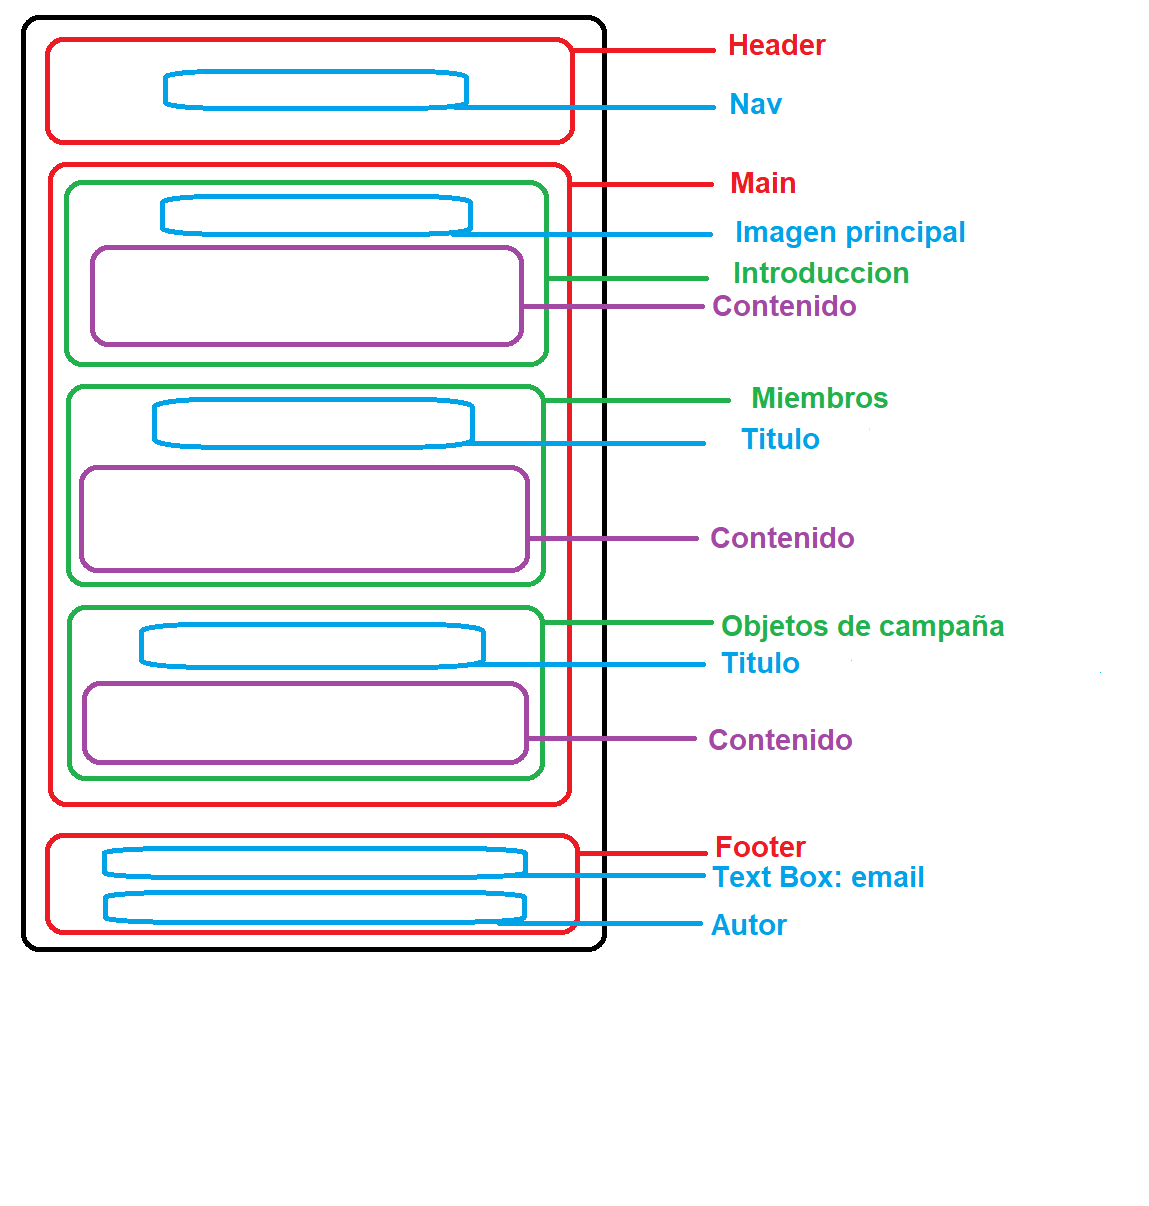 Header
Nav
Main
Imagen principal
Introduccion
Contenido
Miembros
Titulo
Contenido
Objetos de campaña
Titulo
Contenido
Footer
Text Box: email
Autor